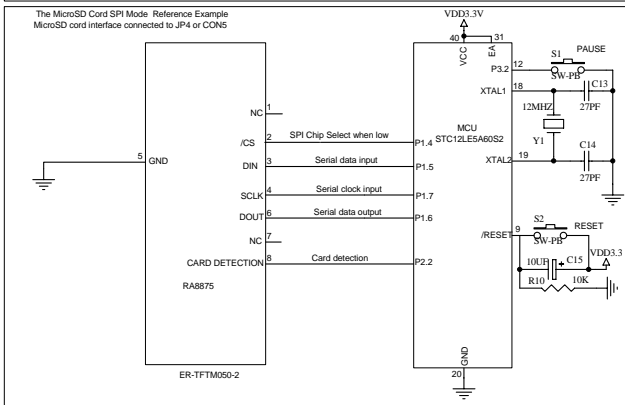 The MicroSD Cord SPI Mode Reference Example
MicroSD cord interface connected to JP4 or CON5
VDD3.3V
40
31
VCC
EA
S1
PAUSE
P3.2
12
SW-PB
XTAL1
18
C13
12MHZ
27PF
Y1
C14
XTAL2
19
27PF
MCU
STC12LE5A60S2
NC
1
/CS
2
SPI Chip Select when low
P1.4
5
GND
DIN
3
Serial data input
P1.5
SCLK
4
Serial clock input
P1.7
DOUT
6
Serial data output
P1.6
NC
7
CARD DETECTION
8
Card detection
P2.2
RA8875
ER-TFTM050-2
/RESET
9
S2
RESET
SW-PB
VDD3.3
10UF
+
C15
R10
10K
GND
20